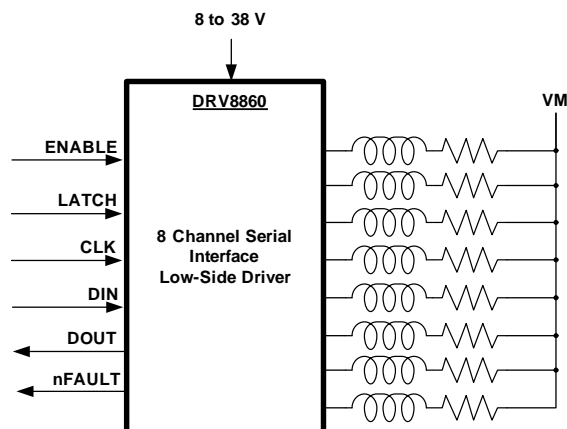 8 to 38 V
DRV8860
VM
ENABLE
LATCH
CLK
DIN
DOUT
nFAULT
8 Channel Serial
Interface
Low-Side Driver